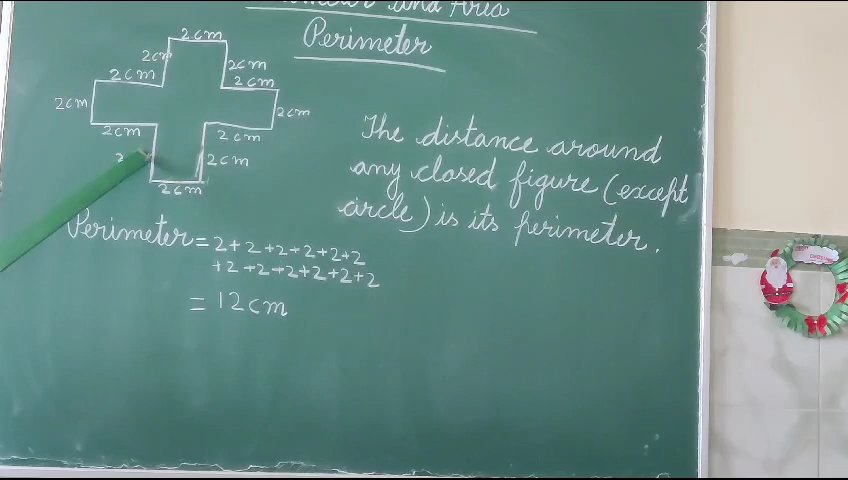 and Area
Perimeter
2cm
2cm
2cm
2cm
2cm
2cm
2cm
2cm
2cm
2cm
2cm
2cm
The distance around
any closed figure (except
circle) is its perimeter.
Perimeter = 2+2+2+2+2+2
+2+2+2+2+2+2
= 12cm